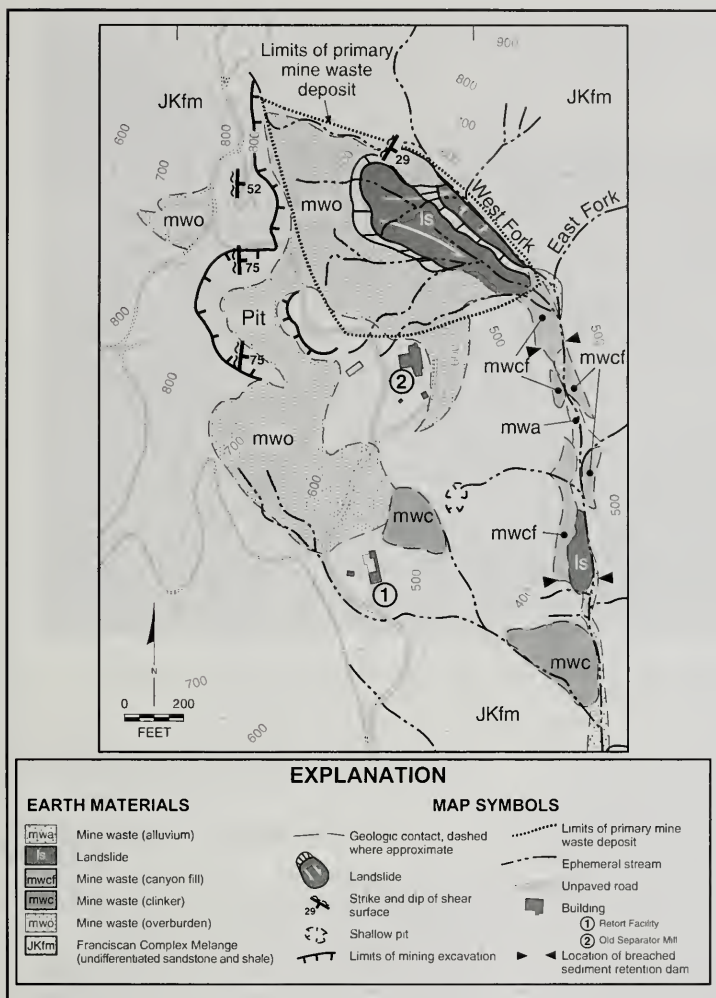 900
Limits of primary
mine waste
deposit
800
JKfm
JKfm
600
800
700
29
West Fork
East Fork
52
mwo
mwo
ls
75
500
Pit
mwcf
800
2
75
800
mwcf
mwa
mwo
700
600
500
mwc
mwcf
ls
500
1
400
mwc
N
700
JKfm
0 200
FEET
600
EXPLANATION
EARTH MATERIALS
mwa Mine waste (alluvium)
ls Landslide
mwcf Mine waste (canyon fill)
mwc Mine waste (clinker)
mwo Mine waste (overburden)
JKfm Franciscan Complex Melange
(undifferentiated sandstone and shale)
MAP SYMBOLS
Geologic contact, dashed
where approximate
Landslide
29 Strike and dip of shear
surface
Shallow pit
Limits of mining excavation
Limits of primary mine
waste deposit
Ephemeral stream
Unpaved road
Building
1 Retort Facility
2 Old Separator Mill
Location of breached
sediment retention dam